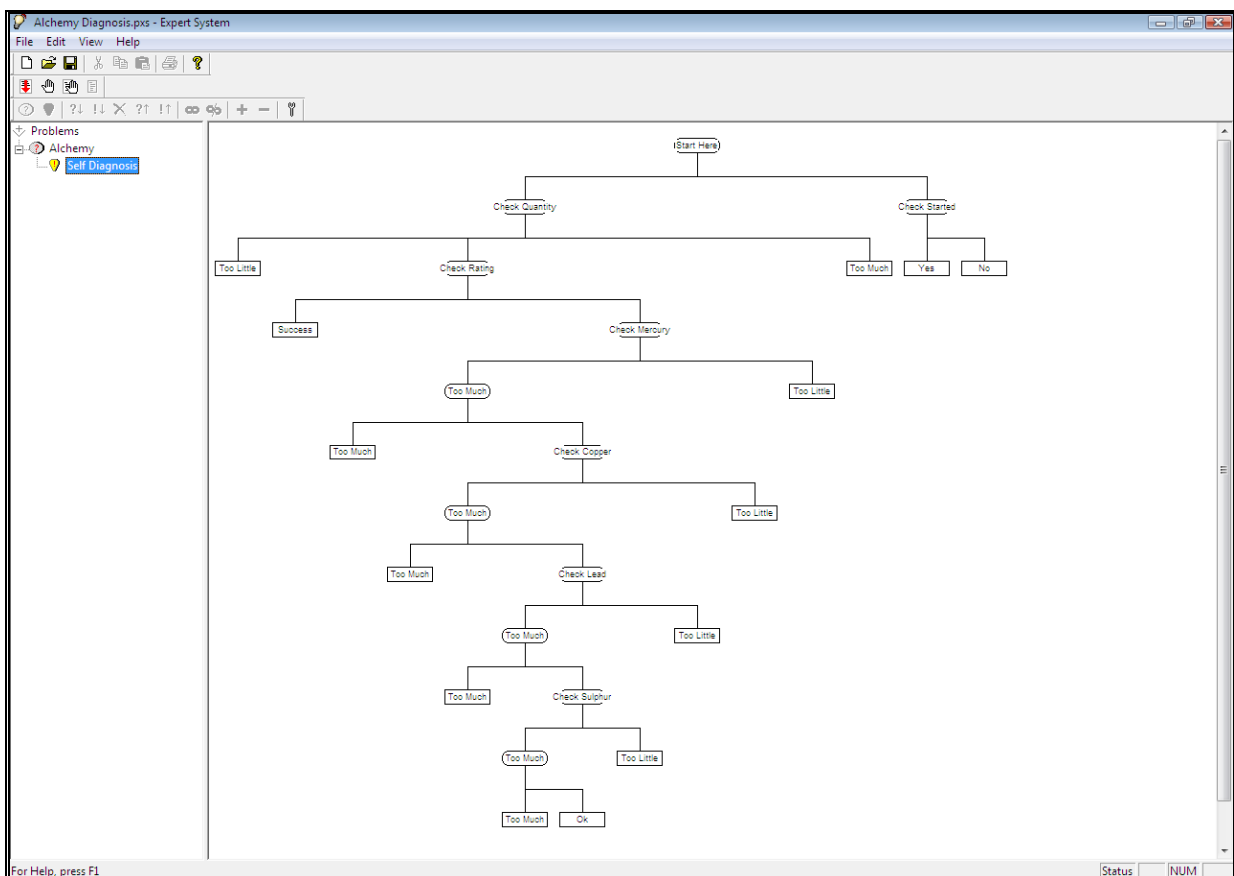 Alchemy Diagnosis.pxs - Expert System
File Edit View Help
Problems
Alchemy
Self Diagnosis
Start Here
Check Quantity Check Started
Too Little Check Rating Too Much Yes No
Success Check Mercury
Too Much Too Little
Too Much Check Copper
Too Much Too Little
Too Much Check Lead
Too Much Too Little
Too Much Check Sulphur
Too Much Too Little
Too Much Ok
For Help, press F1 Status NUM